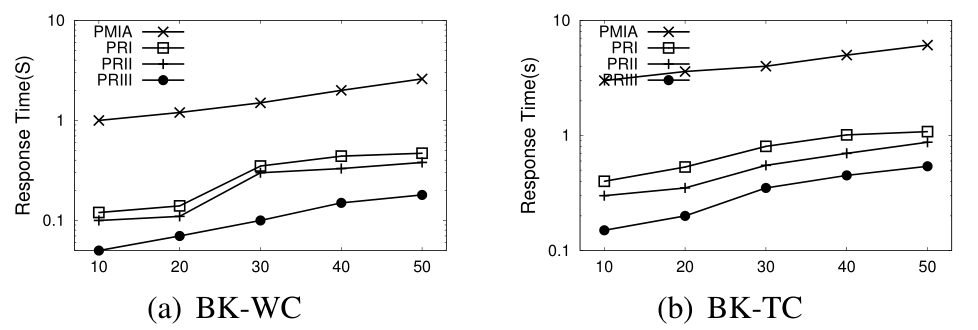 10
1
0.1
Response Time(S)
PMIA
PRI
PRII
PRIII
10 20 30 40 50
(a) BK-WC
10
1
0.1
Response Time(s)
PMIA
PRI
PRII
PRIII
10 20 30 40 50
(b) BK-TC